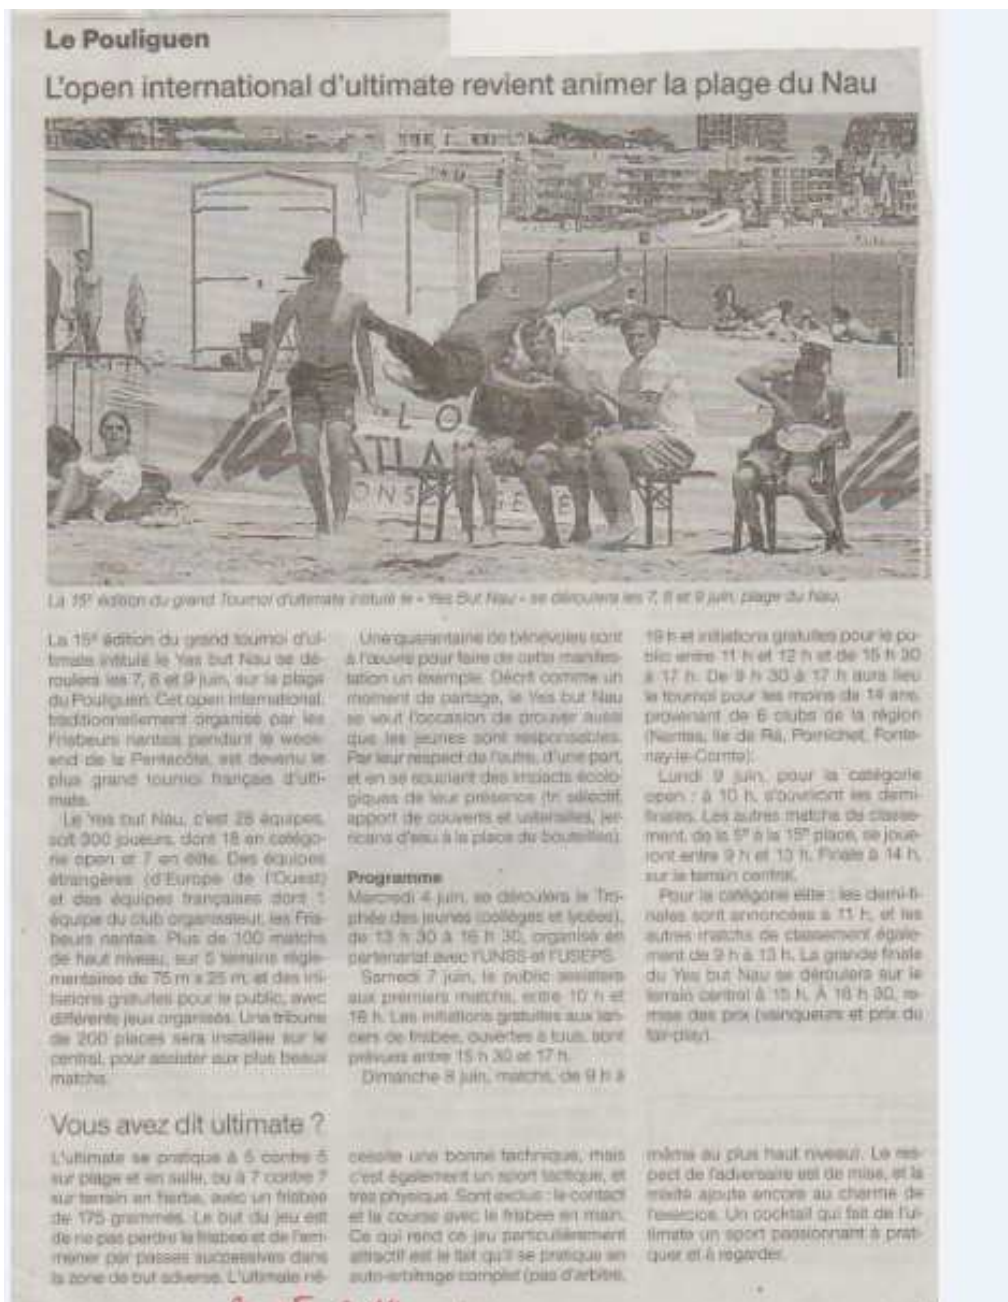 Le Pouliguen
L'open international d'ultimate revient animer la plage du Nau
LO
ATLA
ONS GÉ
La 15e édition du grand Tournoi d'ultimate intitulé le « Yes But Nau » se déroulera les 7, 8 et 9 juin, plage du Nau.
La 15e édition du grand tournoi d'ul-
timate intitulé le Yes but Nau se dé-
roulera les 7, 8 et 9 juin, sur la plage
du Pouliguen. Cet open international,
traditionnellement organisé par les
Frisbeurs nantais pendant le week-
end de la Pentecôte, est devenu le
plus grand tournoi français d'ulti-
mate.
Le Yes but Nau, c'est 28 équipes,
soit 300 joueurs, dont 18 en catégo-
rie open et 7 en élite. Des équipes
étrangères (d'Europe de l'Ouest)
et des équipes françaises dont 1
équipe du club organisateur, les Fris-
beurs nantais. Plus de 100 matchs
de haut niveau, sur 5 terrains régle-
mentaires de 75 m x 25 m, et des ini-
tiations gratuites pour le public, avec
différents jeux organisés. Une tribune
de 200 places sera installée sur le
central, pour assister aux plus beaux
matchs.
Une quarantaine de bénévoles sont
à l'œuvre pour faire de cette manifes-
tation un exemple. Décrit comme un
moment de partage, le Yes but Nau
se veut l'occasion de prouver aussi
que les jeunes sont responsables.
Par leur respect de l'autre, d'une part,
et en se souciant des impacts écolo-
giques de leur présence (tri sélectif,
apport de couverts et ustensiles, jer-
ricans d'eau à la place de bouteilles).
Programme
Mercredi 4 juin, se déroulera le Tro-
phée des jeunes (collèges et lycées),
de 13 h 30 à 16 h 30, organisé en
partenariat avec l'UNSS et l'USEPS.
Samedi 7 juin, le public assistera
aux premiers matchs, entre 10 h et
18 h. Les initiations gratuites aux lan-
cers de frisbee, ouvertes à tous, sont
prévues entre 15 h 30 et 17 h.
Dimanche 8 juin, matchs, de 9 h à
19 h et initiations gratuites pour le pu-
blic entre 11 h et 12 h et de 15 h 30
à 17 h. De 9 h 30 à 17 h aura lieu
le tournoi pour les moins de 14 ans,
provenant de 6 clubs de la région
(Nantes, Ile de Ré, Pornichet, Fonte-
nay-le-Comte).
Lundi 9 juin, pour la catégorie
open : à 10 h, s'ouvriront les demi-
finales. Les autres matchs de classe-
ment, de la 5e à la 15e place, se joue-
ront entre 9 h et 13 h. Finale à 14 h,
sur le terrain central.
Pour la catégorie élite : les demi-fi-
nales sont annoncées à 11 h, et les
autres matchs de classement égale-
ment de 9 h à 13 h. La grande finale
du Yes but Nau se déroulera sur le
terrain central à 15 h. À 16 h 30, re-
mise des prix (vainqueurs et prix du
fair-play).
Vous avez dit ultimate ?
L'ultimate se pratique à 5 contre 5
sur plage et en salle, ou à 7 contre 7
sur terrain en herbe, avec un frisbee
de 175 grammes. Le but du jeu est
de ne pas perdre le frisbee et de l'em-
mener par passes successives dans
la zone de but adverse. L'ultimate né-
cessite une bonne technique, mais
c'est également un sport tactique, et
très physique. Sont exclus : le contact
et la course avec le frisbee en main.
Ce qui rend ce jeu particulièrement
attractif est le fait qu'il se pratique en
auto-arbitrage complet (pas d'arbitre,
même au plus haut niveau). Le res-
pect de l'adversaire est de mise, et la
mixité ajoute encore au charme de
l'exercice. Un cocktail qui fait de l'ul-
timate un sport passionnant à prat-
quer et à regarder.